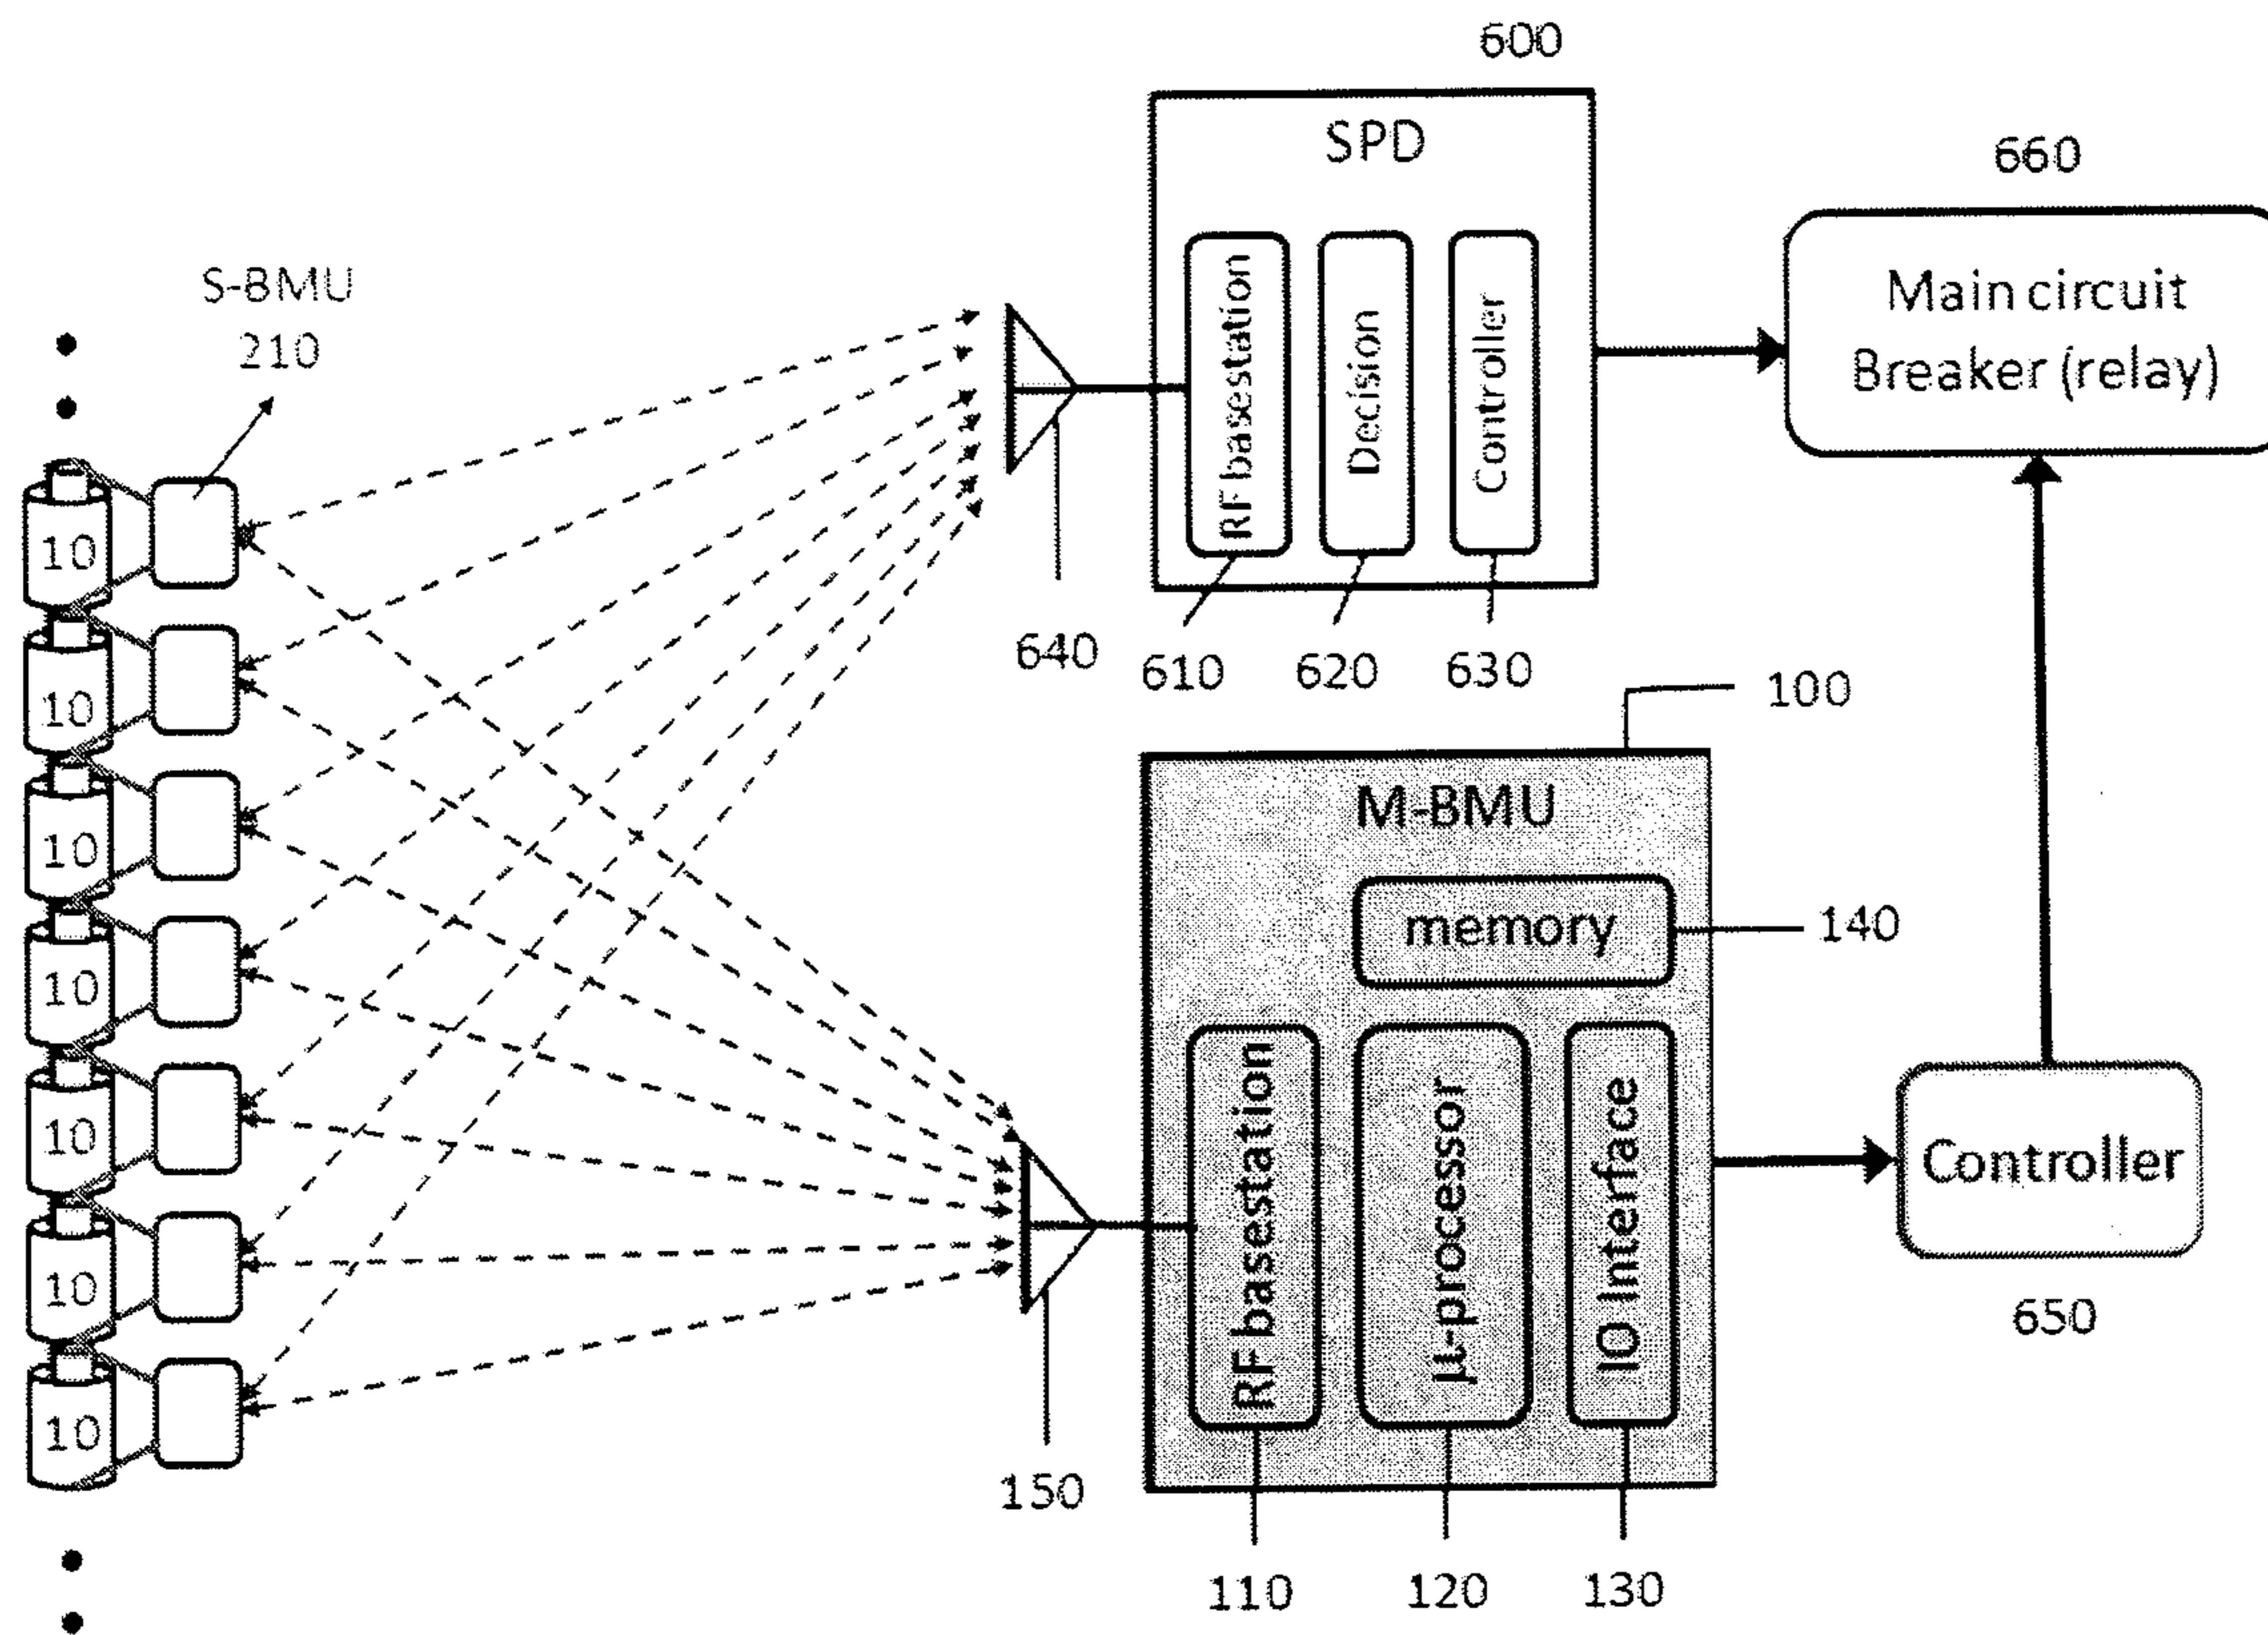 600
SPD
660
Main circuit
Breaker (relay)
RF basestation
Decision
Controller
S-BMU
210
640
610
620
630
100
10
10
10
10
10
10
10
M-BMU
memory
140
RF basestation
µ-processor
IO Interface
Controller
650
150
110
120
130